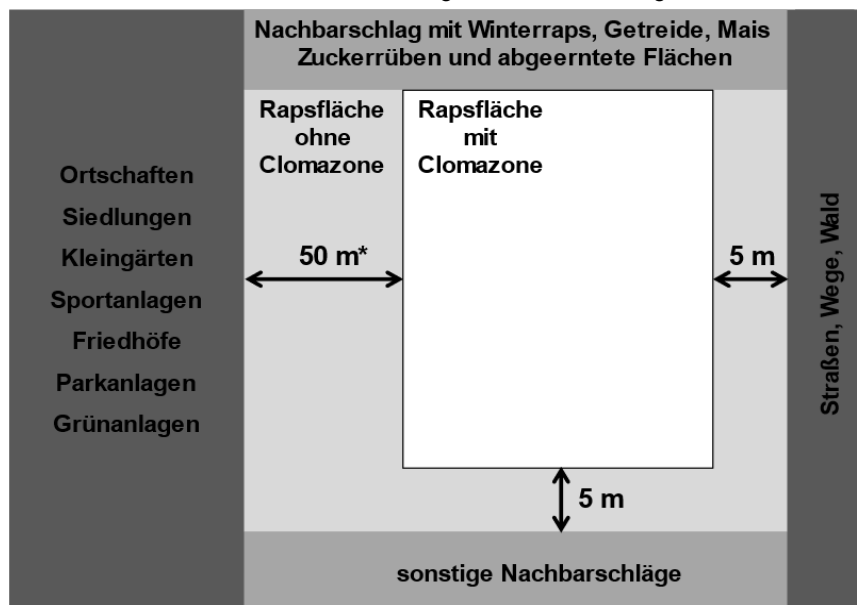 Nachbarschlag mit Winterraps, Getreide, Mais
Zuckerrüben und abgeerntete Flächen
Rapsfläche
ohne
Clomazone
Rapsfläche
mit
Clomazone
Ortschaften
Siedlungen
Kleingärten
Sportanlagen
Friedhöfe
Parkanlagen
Grünanlagen
50 m*
5 m
Straßen, Wege, Wald
5 m
sonstige Nachbarschläge